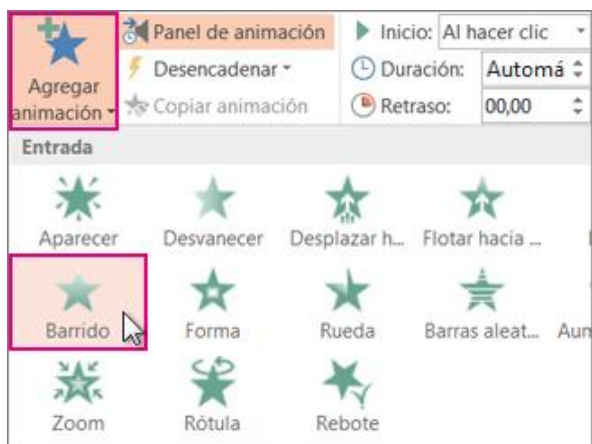 Agregar animación
Panel de animación
Desencadenar
Copiar animación
Inicio: Al hacer clic
Duración: Automá
Retraso: 00,00
Entrada
Aparecer Desvanecer Desplazar h... Flotar hacia ...
Barrido Forma Rueda Barras aleat... Aum
Zoom Rótula Rebote